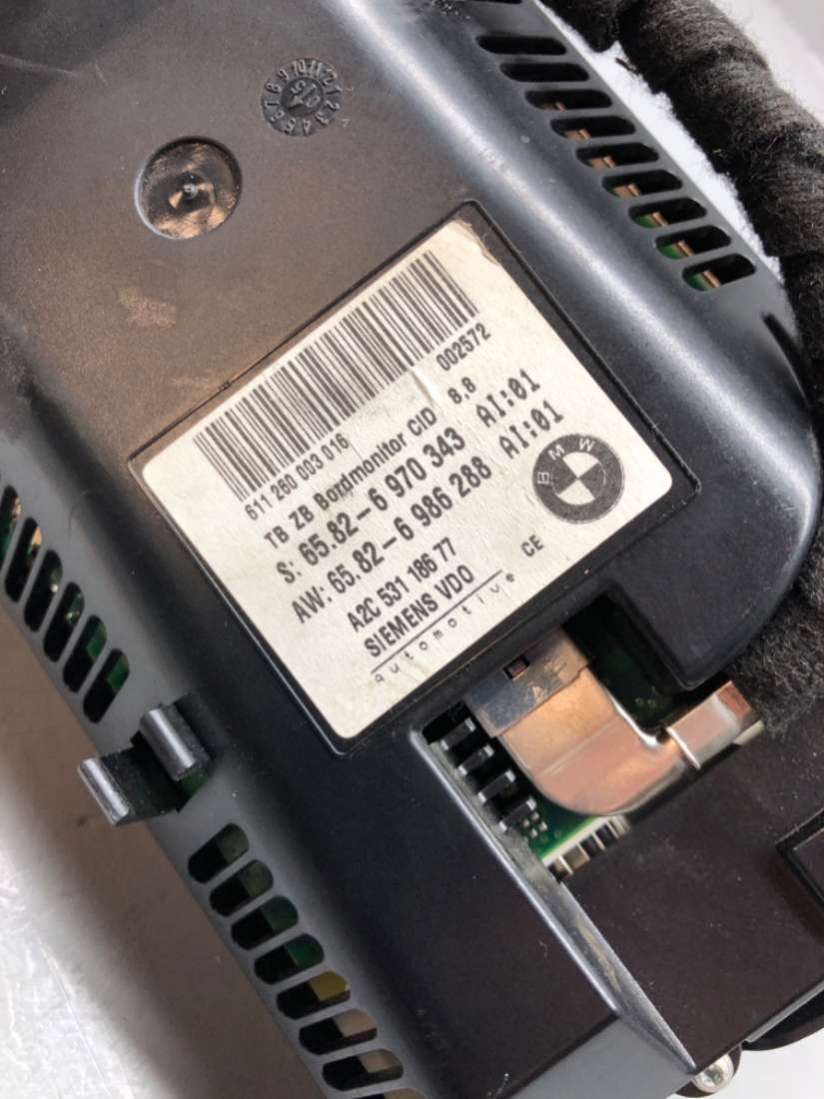 002572
611 260 003 016
TB ZB Bordmonitor CID 8,8
S: 65.82-6 970 343 AI:01
AW: 65.82-6 986 288 AI:01
A2C 531 186 77
SIEMENS VDO
automotive CE
BMW